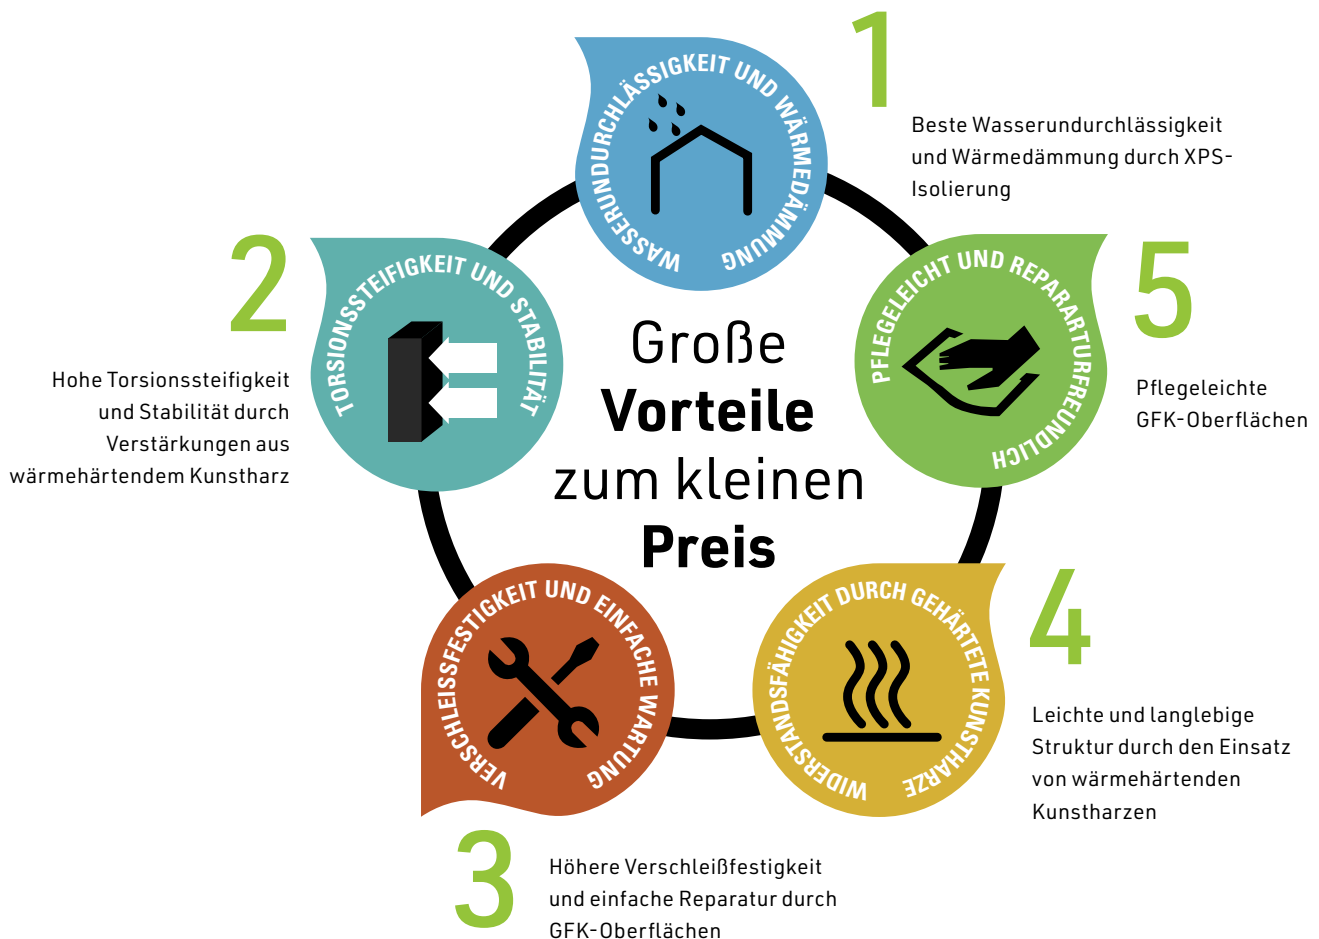 1
WASSERUNDURCHLÄSSIGKEIT UND WÄRMEDÄMMUNG
Beste Wasserundurchlässigkeit
und Wärmedämmung durch XPS-
Isolierung
2
TORSIONSSTEIFIGKEIT UND STABILITÄT
Hohe Torsionssteifigkeit
und Stabilität durch
Verstärkungen aus
wärmehärtendem Kunstharz
Große
Vorteile
zum kleinen
Preis
5
PFLEGELEICHT UND REPARARTURFREUNDLICH
Pflegeleichte
GFK-Oberflächen
3
VERSCHLEISSFESTIGKEIT UND EINFACHE WARTUNG
Höhere Verschleißfestigkeit
und einfache Reparatur durch
GFK-Oberflächen
4
WIDERSTANDSFÄHIGKEIT DURCH GEHÄRTETE KUNSTHARZE
Leichte und langlebige
Struktur durch den Einsatz
von wärmehärtenden
Kunstharzen